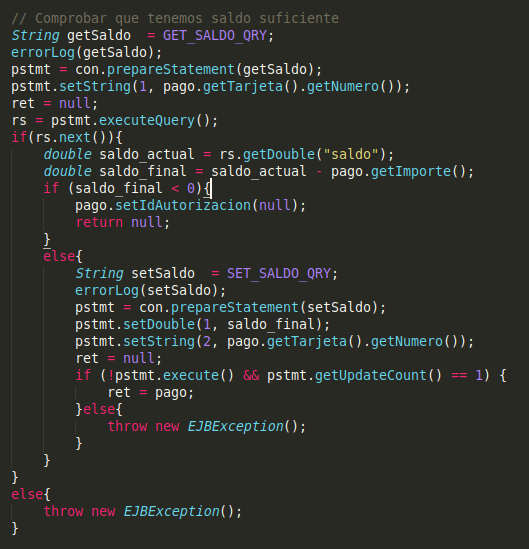 // Comprobar que tenemos saldo suficiente
String getSaldo  = GET_SALDO_QRY;
errorLog(getSaldo);
pstmt = con.prepareStatement(getSaldo);
pstmt.setString(1, pago.getTarjeta().getNumero());
ret = null;
rs = pstmt.executeQuery();
if(rs.next()){
    double saldo_actual = rs.getDouble("saldo");
    double saldo_final = saldo_actual - pago.getImporte();
    if (saldo_final < 0){
        pago.setIdAutorizacion(null);
        return null;
    }
    else{
        String setSaldo  = SET_SALDO_QRY;
        errorLog(setSaldo);
        pstmt = con.prepareStatement(setSaldo);
        pstmt.setDouble(1, saldo_final);
        pstmt.setString(2, pago.getTarjeta().getNumero());
        ret = null;
        if (!pstmt.execute() && pstmt.getUpdateCount() == 1) {
            ret = pago;
        }else{
            throw new EJBException();
        }
    }
}
else{
    throw new EJBException();
}